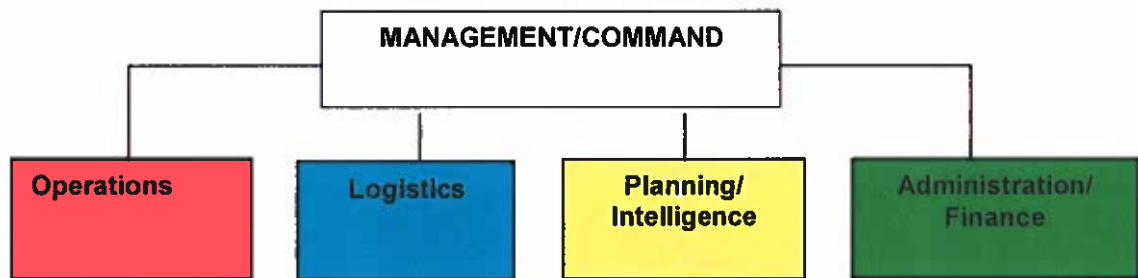 MANAGEMENT/COMMAND
Operations
Logistics
Planning/
Intelligence
Administration/
Finance